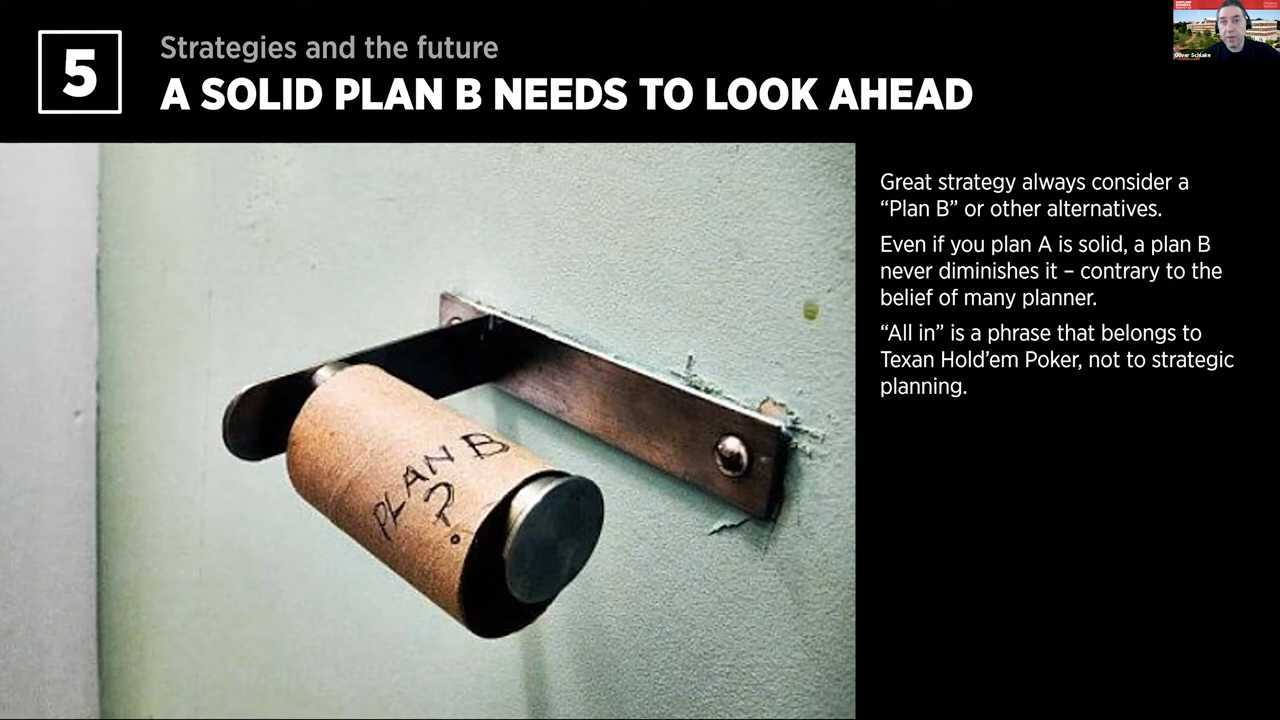 5
Strategies and the future
A SOLID PLAN B NEEDS TO LOOK AHEAD
Great strategy always consider a
“Plan B” or other alternatives.
Even if you plan A is solid, a plan B
never diminishes it – contrary to the
belief of many planner.
“All in” is a phrase that belongs to
Texan Hold’em Poker, not to strategic
planning.
PLAN B
?
Oliver Schlake